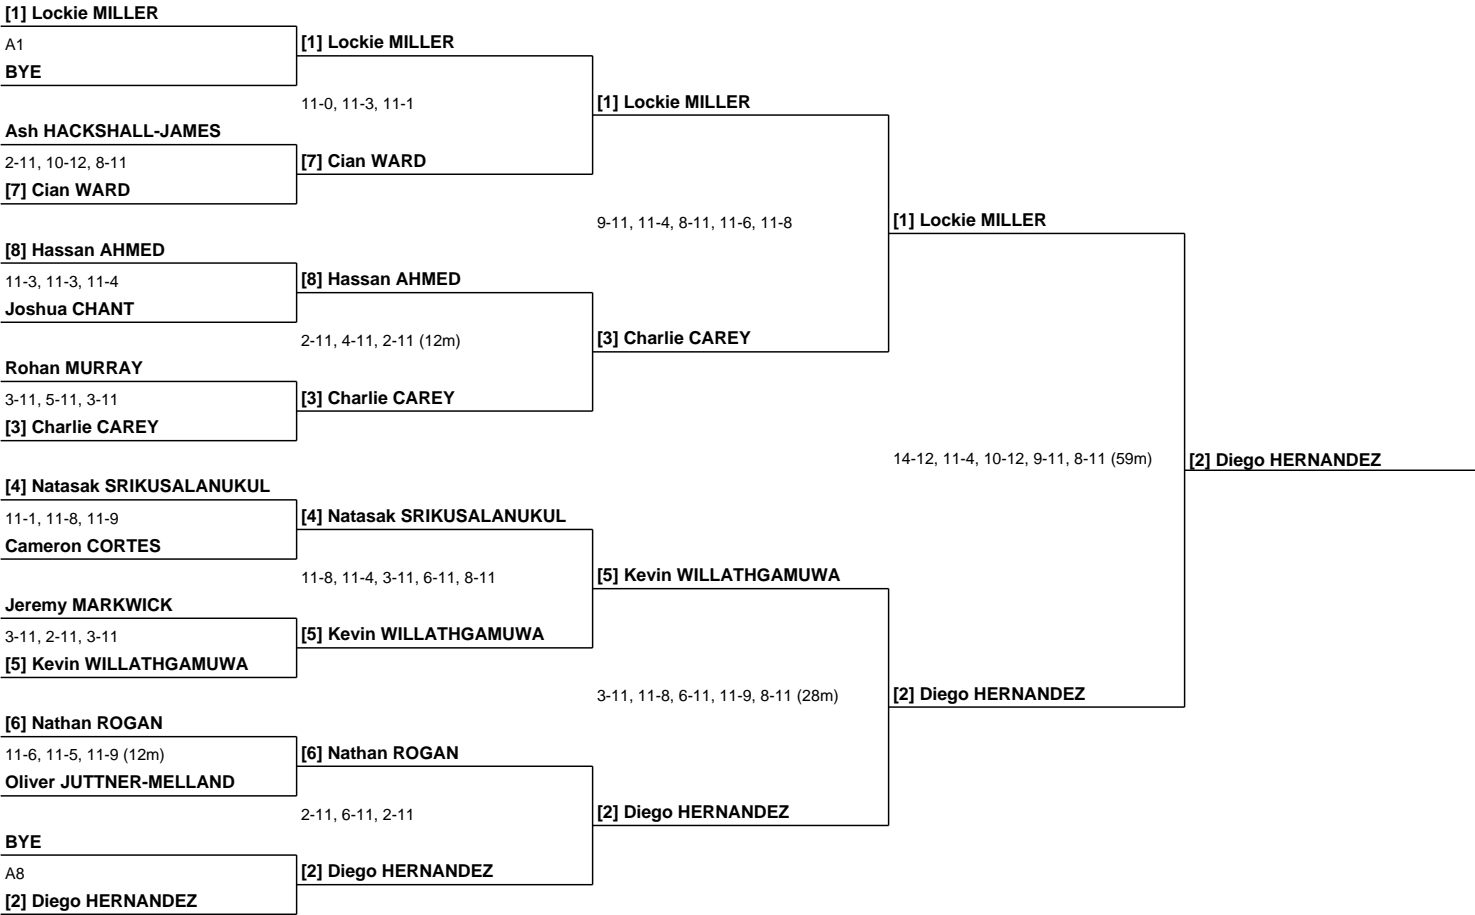 [1] Lockie MILLER
A1
BYE
Ash HACKSHALL-JAMES
2-11, 10-12, 8-11
[7] Cian WARD
[8] Hassan AHMED
11-3, 11-3, 11-4
Joshua CHANT
Rohan MURRAY
3-11, 5-11, 3-11
[3] Charlie CAREY
[4] Natasak SRIKUSALANUKUL
11-1, 11-8, 11-9
Cameron CORTES
Jeremy MARKWICK
3-11, 2-11, 3-11
[5] Kevin WILLATHGAMUWA
[6] Nathan ROGAN
11-6, 11-5, 11-9 (12m)
Oliver JUTTNER-MELLAND
BYE
A8
[2] Diego HERNANDEZ
[1] Lockie MILLER
11-0, 11-3, 11-1
[7] Cian WARD
[8] Hassan AHMED
2-11, 4-11, 2-11 (12m)
[3] Charlie CAREY
[4] Natasak SRIKUSALANUKUL
11-8, 11-4, 3-11, 6-11, 8-11
[5] Kevin WILLATHGAMUWA
[6] Nathan ROGAN
2-11, 6-11, 2-11
[2] Diego HERNANDEZ
[1] Lockie MILLER
9-11, 11-4, 8-11, 11-6, 11-8
[3] Charlie CAREY
[5] Kevin WILLATHGAMUWA
3-11, 11-8, 6-11, 11-9, 8-11 (28m)
[2] Diego HERNANDEZ
[1] Lockie MILLER
14-12, 11-4, 10-12, 9-11, 8-11 (59m)
[2] Diego HERNANDEZ
[2] Diego HERNANDEZ